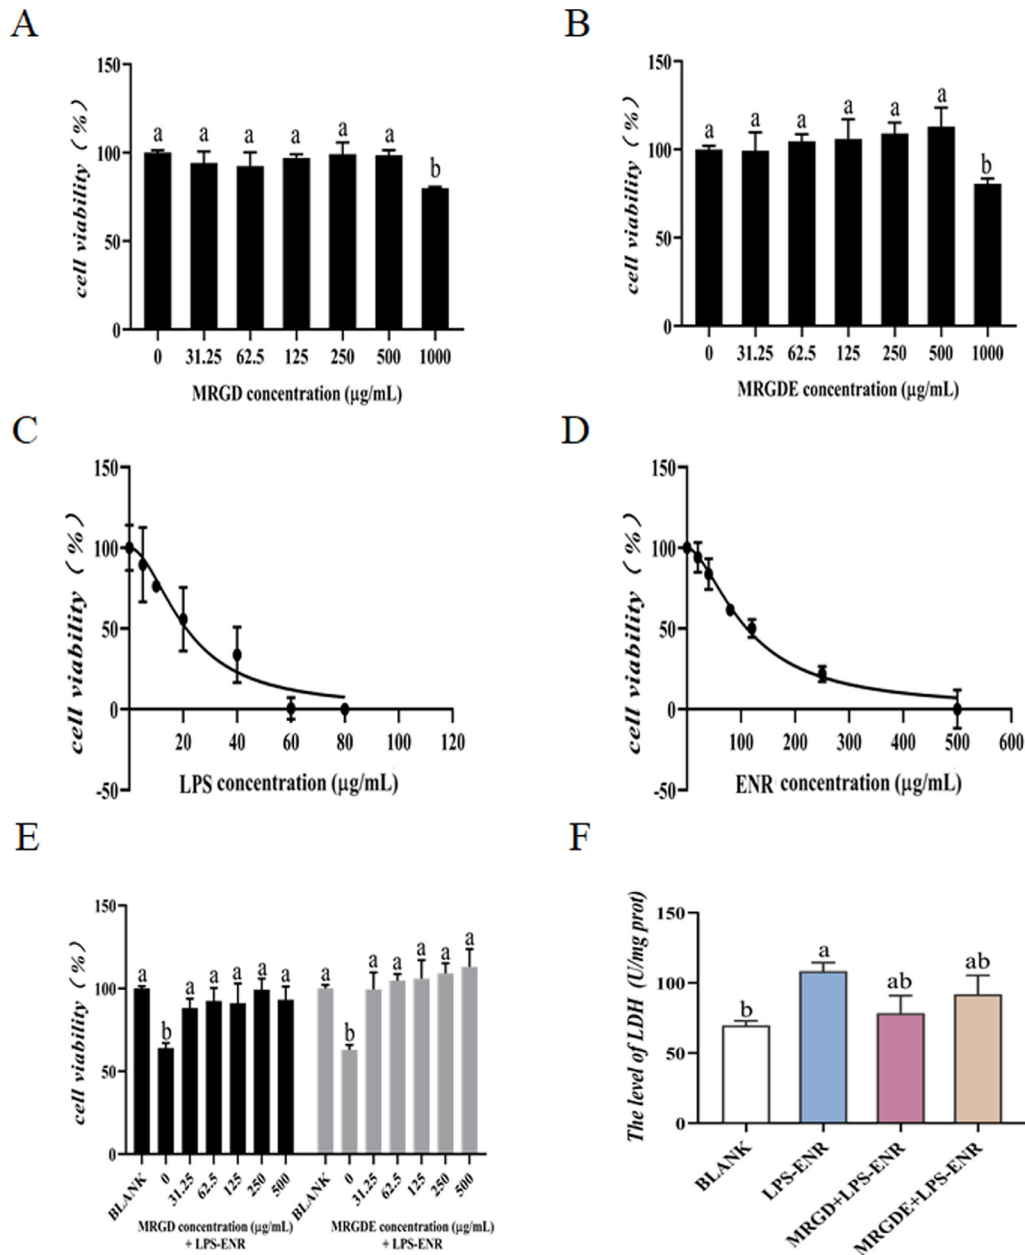 A
cell viability ( % )
150
100
50
0
a a a a a a b
0 31.25 62.5 125 250 500 1000
MRGD concentration (μg/mL)
B
cell viability ( % )
150
100
50
0
a a a a a a b
0 31.25 62.5 125 250 500 1000
MRGDE concentration (μg/mL)
C
cell viability ( % )
150
100
50
0
-50
20 40 60 80 100 120
LPS concentration (μg/mL)
D
cell viability ( % )
150
100
50
0
-50
100 200 300 400 500 600
ENR concentration (μg/mL)
E
cell viability ( % )
150
100
50
0
a b a a a a a a b a a a a a
BLANK 0 31.25 62.5 125 250 500 BLANK 0 31.25 62.5 125 250 500
MRGD concentration (μg/mL) MRGDE concentration (μg/mL)
+ LPS-ENR + LPS-ENR
F
The level of LDH (U/mg prot)
150
100
50
0
b a ab ab
BLANK LPS-ENR MRGD+LPS-ENR MRGDE+LPS-ENR